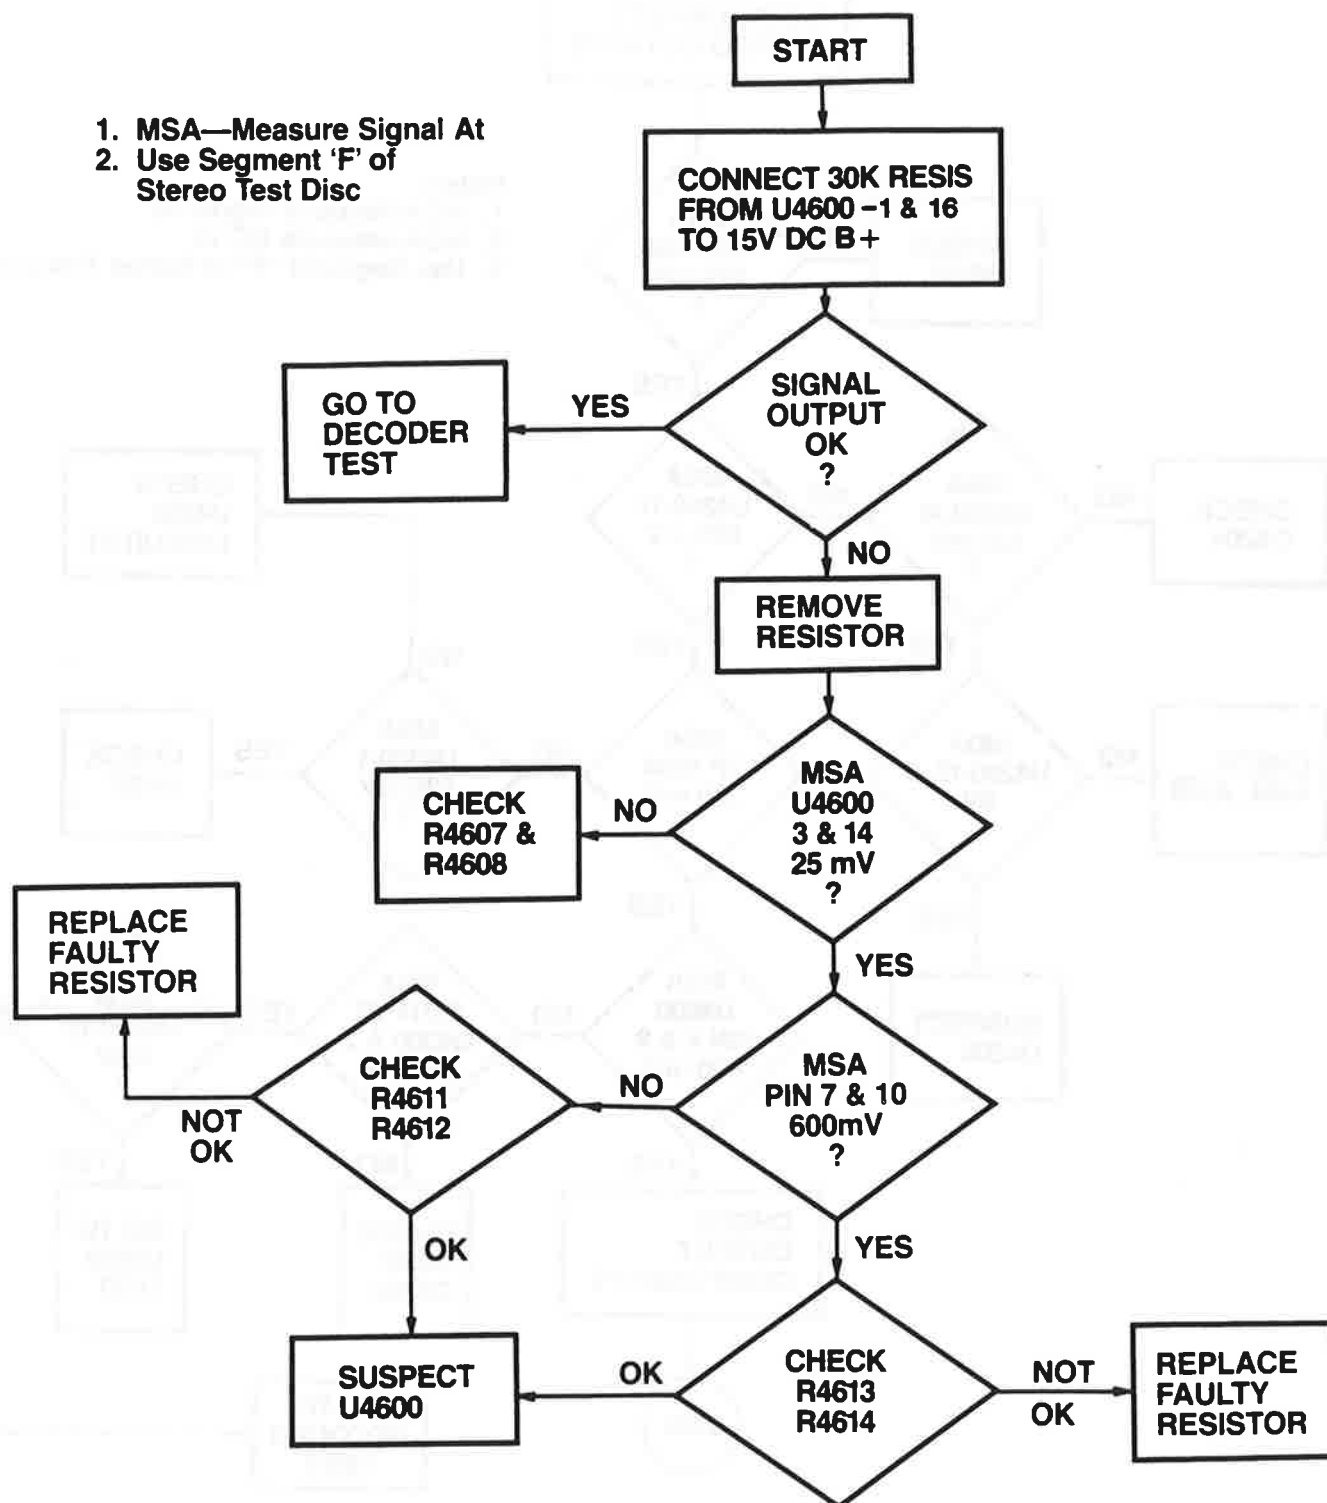 START
1. MSA—Measure Signal At
2. Use Segment ‘F’ of
Stereo Test Disc
CONNECT 30K RESIS
FROM U4600 –1 & 16
TO 15V DC B+
SIGNAL
OUTPUT
OK
?
YES
GO TO
DECODER
TEST
NO
REMOVE
RESISTOR
MSA
U4600
3 & 14
25 mV
?
NO
CHECK
R4607 &
R4608
YES
MSA
PIN 7 & 10
600mV
?
NO
CHECK
R4611
R4612
NOT
OK
REPLACE
FAULTY
RESISTOR
OK
SUSPECT
U4600
YES
CHECK
R4613
R4614
OK
NOT
OK
REPLACE
FAULTY
RESISTOR